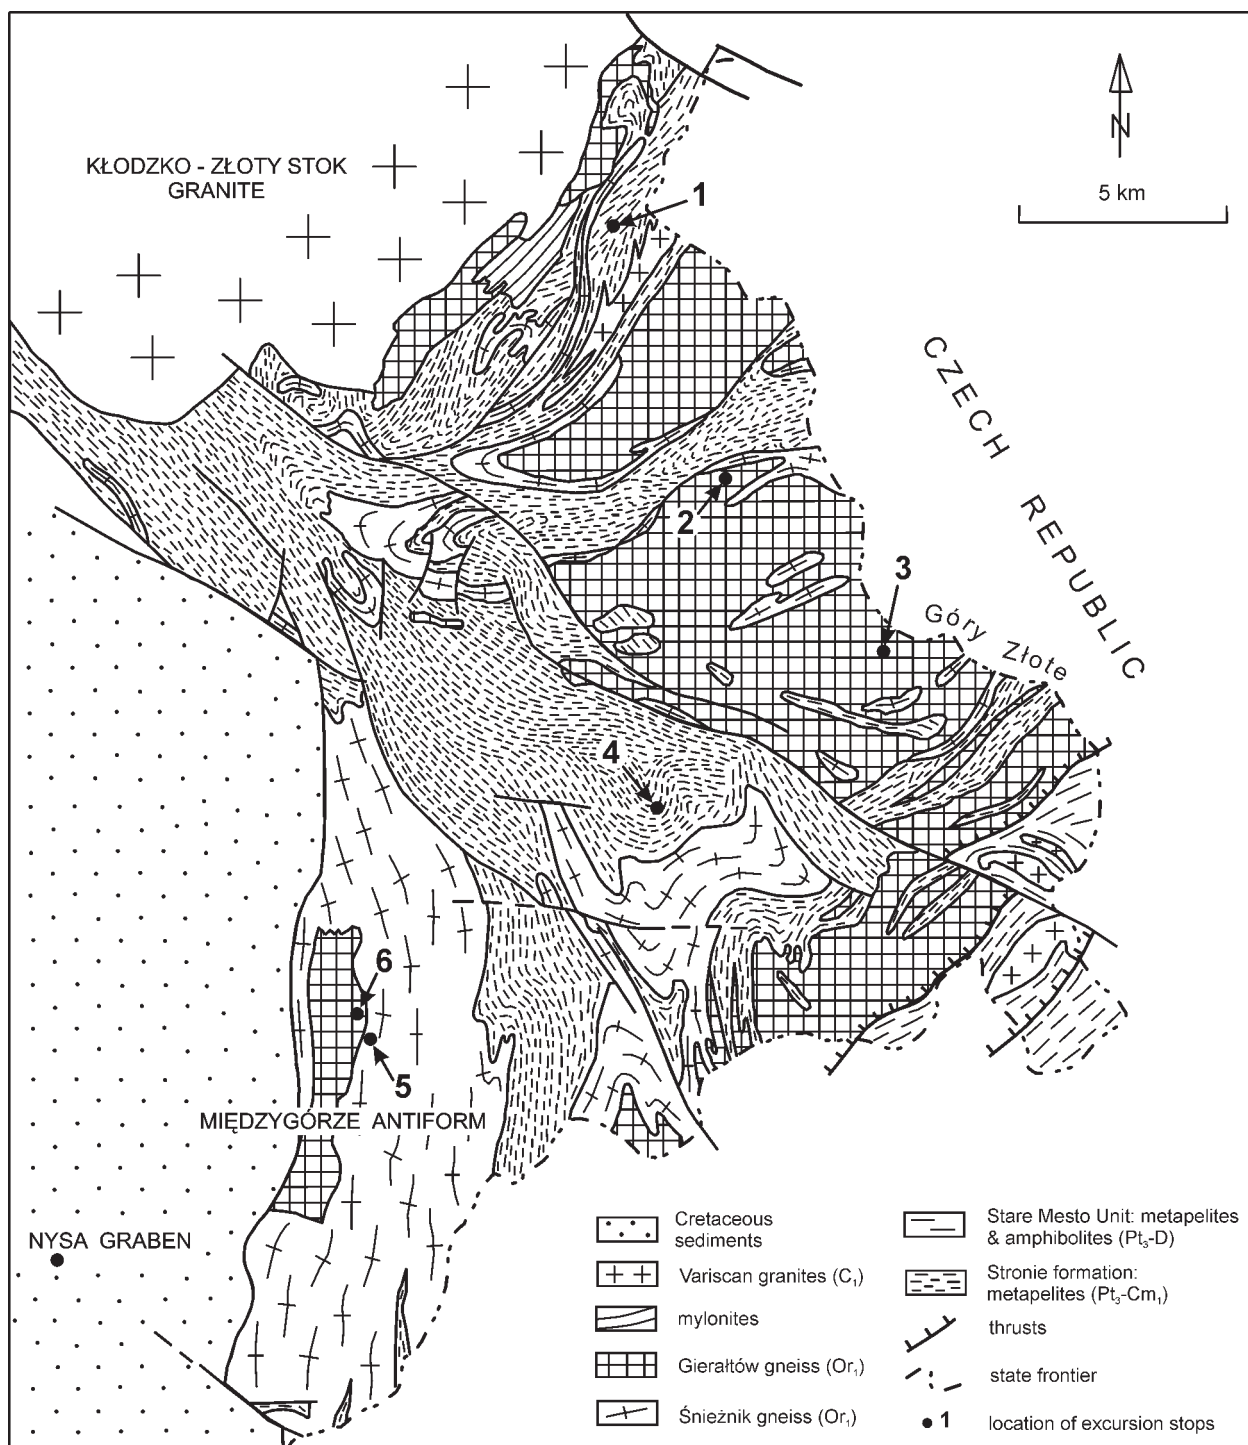 KŁODZKO - ZŁOTY STOK
GRANITE
N
5 km
1
CZECH REPUBLIC
2
3
Góry Złote
4
6
5
MIĘDZYGÓRZE ANTIFORM
NYSA GRABEN
Cretaceous
sediments
Variscan granites (C₁)
mylonites
Gierałtów gneiss (Or₁)
Śnieżnik gneiss (Or₁)
Stare Mesto Unit: metapelites
& amphibolites (Pt₃-D)
Stronie formation:
metapelites (Pt₃-Cm₁)
thrusts
state frontier
1 location of excursion stops